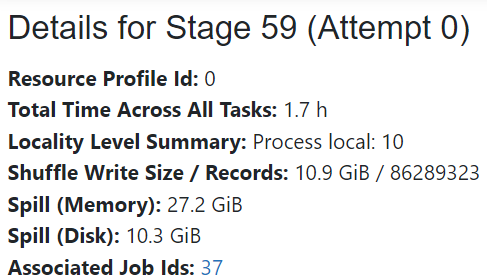 Details for Stage 59 (Attempt 0)
Resource Profile Id: 0
Total Time Across All Tasks: 1.7 h
Locality Level Summary: Process local: 10
Shuffle Write Size / Records: 10.9 GiB / 86289323
Spill (Memory): 27.2 GiB
Spill (Disk): 10.3 GiB
Associated Job Ids: 37